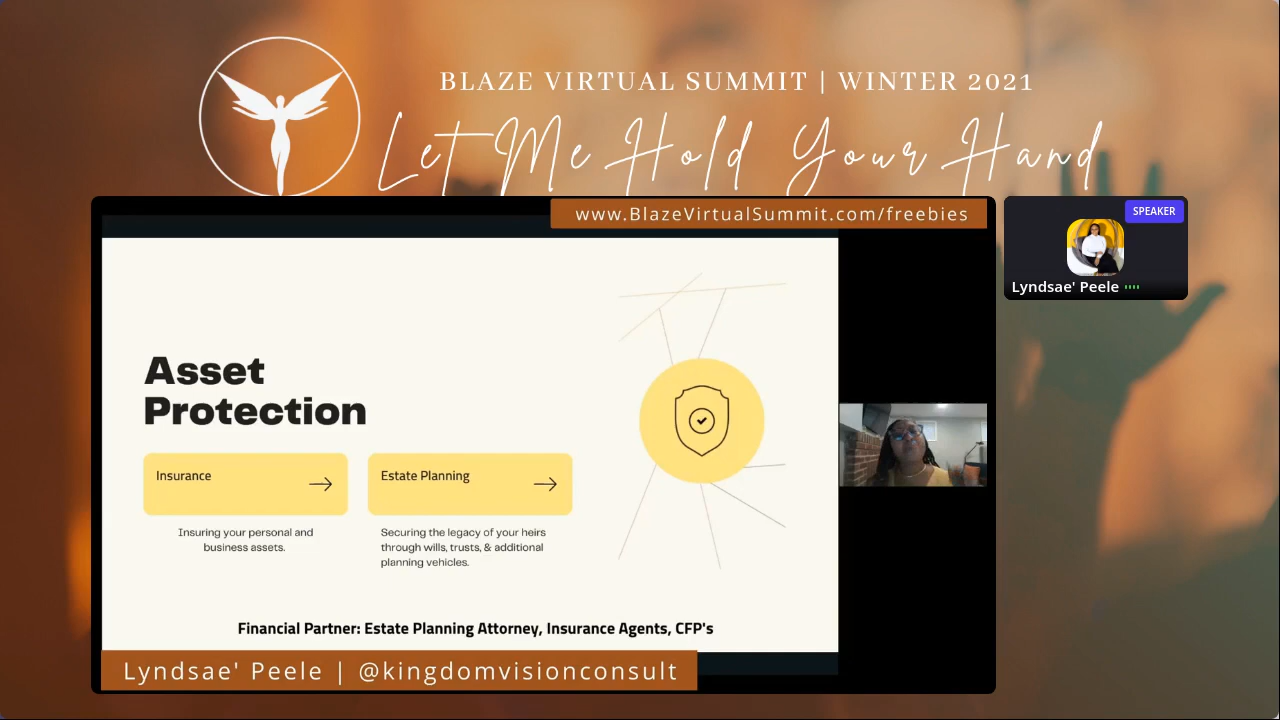 BLAZE VIRTUAL SUMMIT | WINTER 2021
Let Me Hold Your Hand
www.BlazeVirtualSummit.com/freebies
SPEAKER
Lyndsae' Peele
Asset
Protection
Insurance
Estate Planning
Insuring your personal and
business assets.
Securing the legacy of your heirs
through wills, trusts, & additional
planning vehicles.
Financial Partner: Estate Planning Attorney, Insurance Agents, CFP's
Lyndsae' Peele | @kingdomvisionconsult